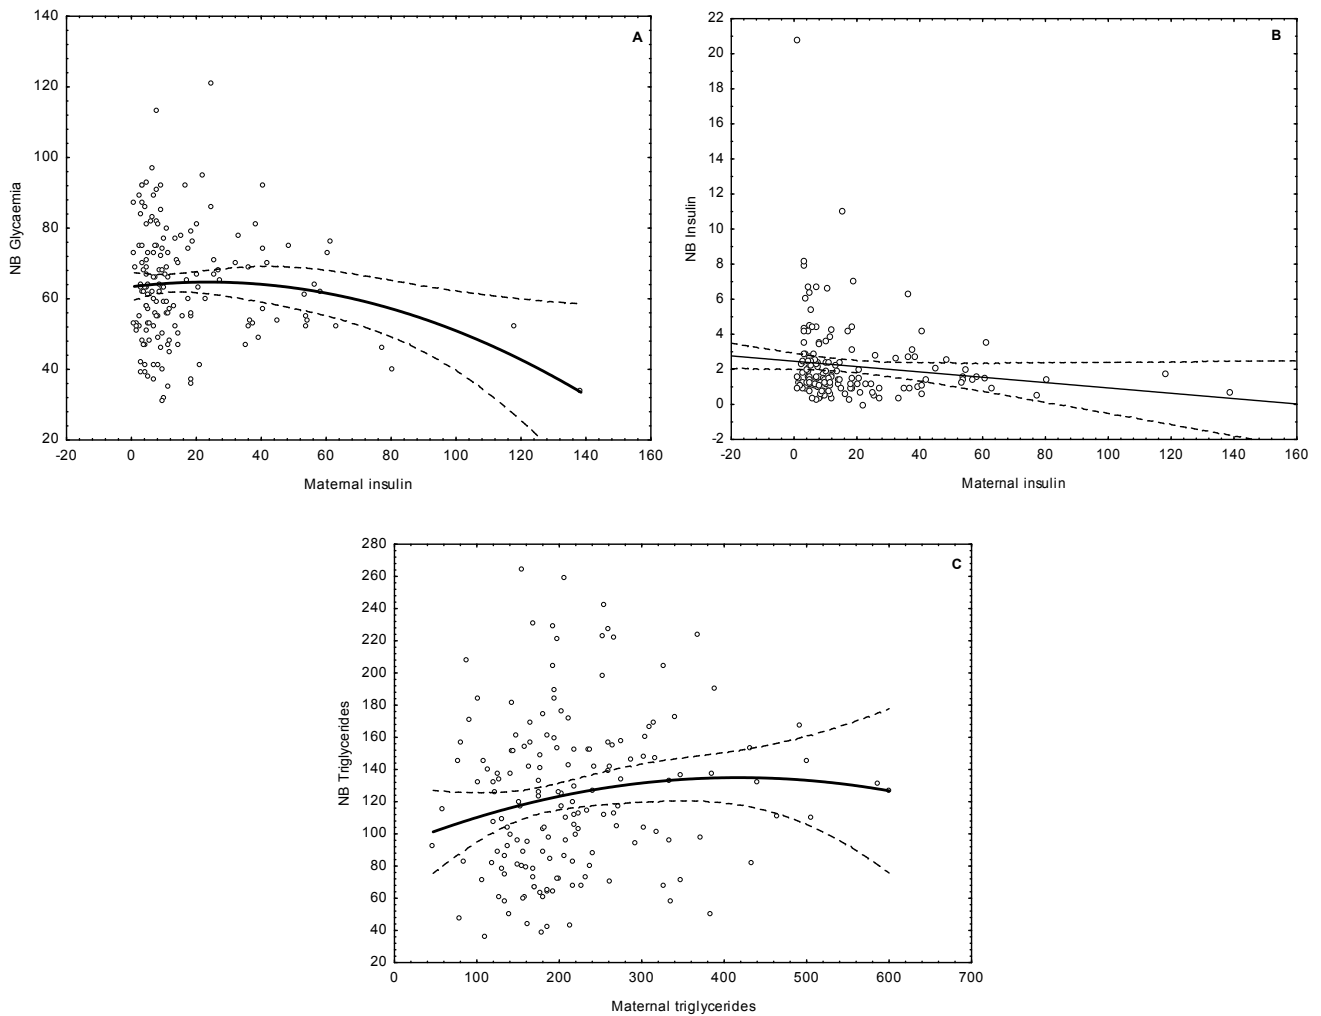 140
120
100
80
60
40
20
-20 0 20 40 60 80 100 120 140 160
NB Glycaemia
Maternal insulin
A
22
20
18
16
14
12
10
8
6
4
2
0
-2
-20 0 20 40 60 80 100 120 140 160
NB Insulin
Maternal insulin
B
280
260
240
220
200
180
160
140
120
100
80
60
40
20
0 100 200 300 400 500 600 700
NB Triglycerides
Maternal triglycerides
C